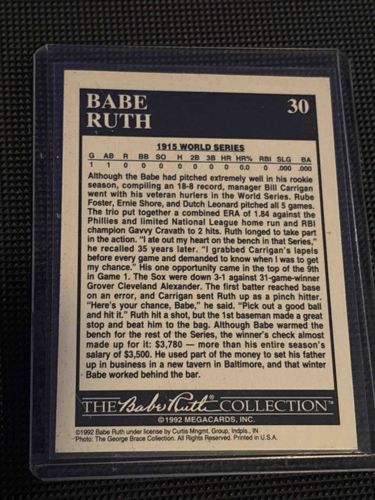 BABE
RUTH
30
1915 WORLD SERIES
G AB R BB SO H 2B 3B HR HR% RBI SLG BA
1 1 0 0 0 0 0 0 0 0.0 0 .000 .000
Although the Babe had pitched extremely well in his rookie
season, compiling an 18-8 record, manager Bill Carrigan
went with his veteran hurlers in the World Series. Rube
Foster, Ernie Shore, and Dutch Leonard pitched all 5 games.
The trio put together a combined ERA of 1.84 against the
Phillies and limited National League home run and RBI
champion Gavvy Cravath to 2 hits. Ruth longed to take part
in the action. "I ate out my heart on the bench in that Series,"
he recalled 35 years later. "I grabbed Carrigan's lapels
before every game and demanded to know when I was to get
my chance." His one opportunity came in the top of the 9th
in Game 1. The Sox were down 3-1 against 31-game-winner
Grover Cleveland Alexander. The first batter reached base
on an error, and Carrigan sent Ruth up as a pinch hitter.
"Here's your chance, Babe," he said. "Pick out a good ball
and hit it." Ruth hit a shot, but the 1st baseman made a great
stop and beat him to the bag. Although Babe warmed the
bench for the rest of the Series, the winner's check almost
made up for it: $3,780 — more than his entire season's
salary of $3,500. He used part of the money to set his father
up in business in a new tavern in Baltimore, and that winter
Babe worked behind the bar.
THE Babe Ruth® COLLECTION™
©1992 MEGACARDS, INC.
©1992 Babe Ruth under license by Curtis Mngmt. Group, Indpls., IN
Photo: The George Brace Collection. All Rights Reserved. Printed in U.S.A.